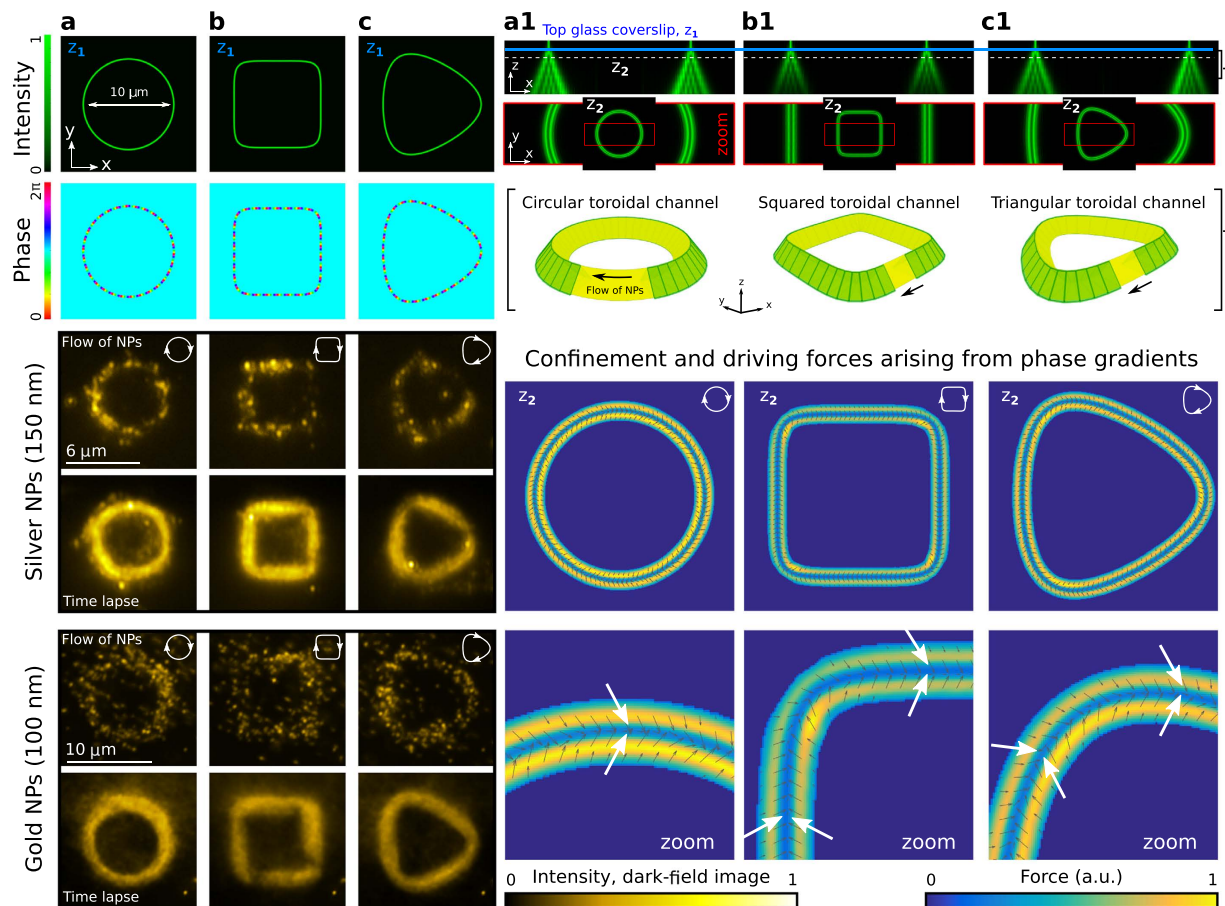 a
b
c
a1
b1
c1
Top glass coverslip, z1
Intensity
1
0
z1
z1
z1
10 µm
y
x
z
x
z2
y
x
z2
z2
z2
zoom
Phase
2π
0
Circular toroidal channel
Squared toroidal channel
Triangular toroidal channel
Flow of NPs
z
y
x
Silver NPs (150 nm)
Flow of NPs
6 µm
Time lapse
Confinement and driving forces arising from phase gradients
z2
z2
z2
Gold NPs (100 nm)
Flow of NPs
10 µm
Time lapse
zoom
zoom
zoom
0 Intensity, dark-field image 1
0 Force (a.u.) 1